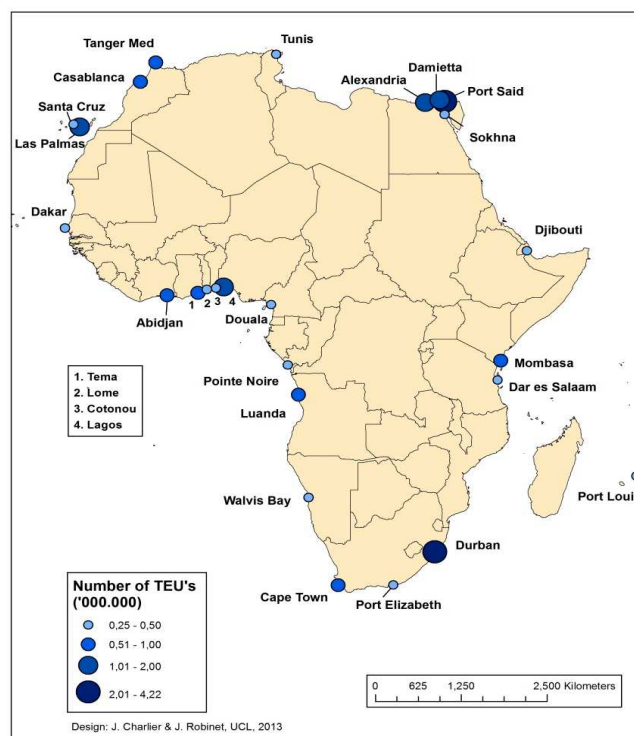 Tanger Med
Tunis
Casablanca
Damietta
Alexandria
Port Said
Santa Cruz
Las Palmas
Sokhna
Dakar
Djibouti
1
2
3
4
Abidjan
Douala
Mombasa
Pointe Noire
Dar es Salaam
Luanda
1. Tema
2. Lome
3. Cotonou
4. Lagos
Walvis Bay
Port Loui
Durban
Cape Town
Port Elizabeth
Number of TEU's
('000.000)
0,25 - 0,50
0,51 - 1,00
1,01 - 2,00
2,01 - 4,22
0 625 1,250 2,500 Kilometers
Design: J. Charlier & J. Robinet, UCL, 2013